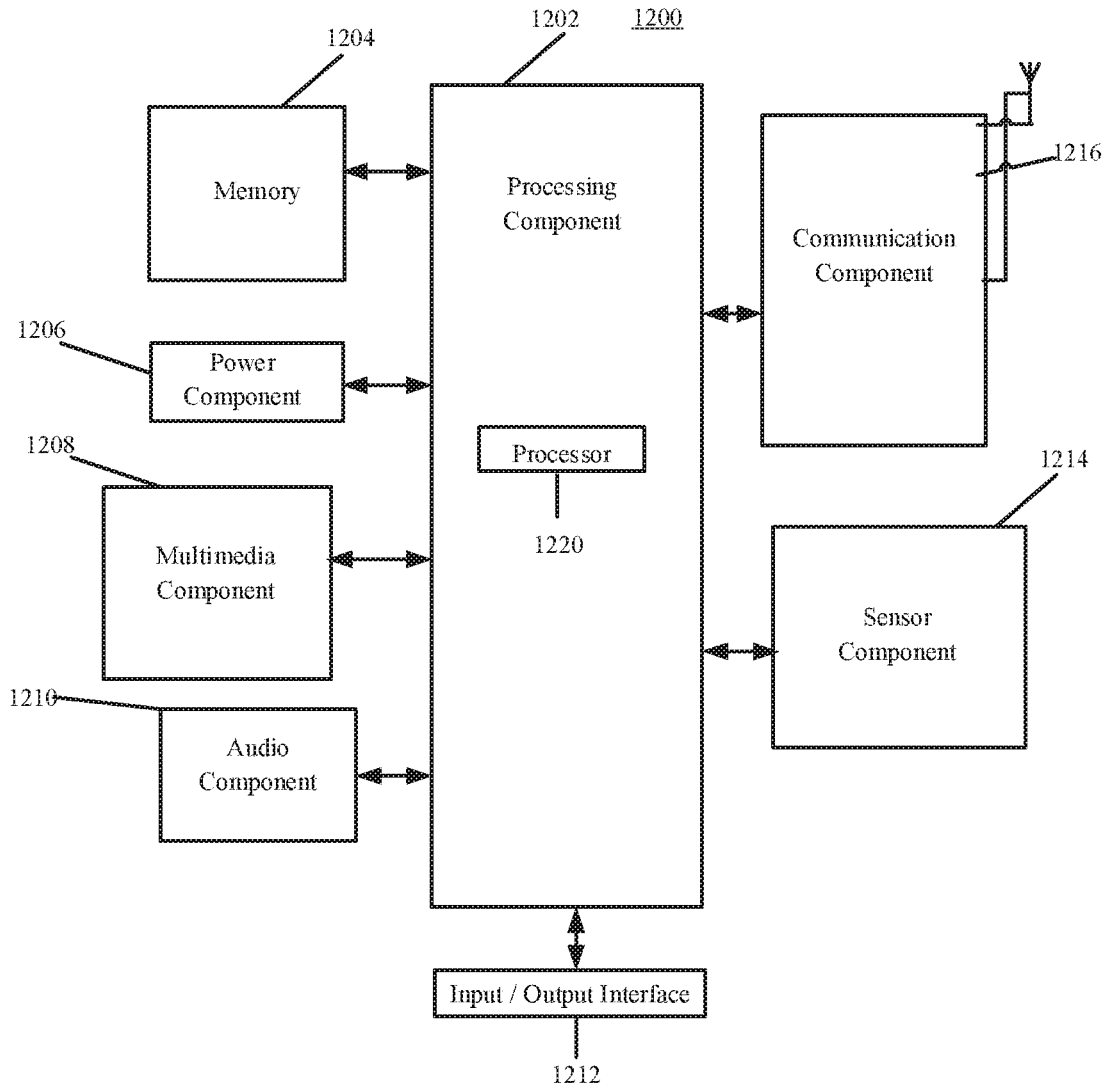 1200
1202
1204
Memory
Processing
Component
1216
Communication
Component
1206
Power
Component
1208
Multimedia
Component
Processor
1220
1214
Sensor
Component
1210
Audio
Component
Input / Output Interface
1212